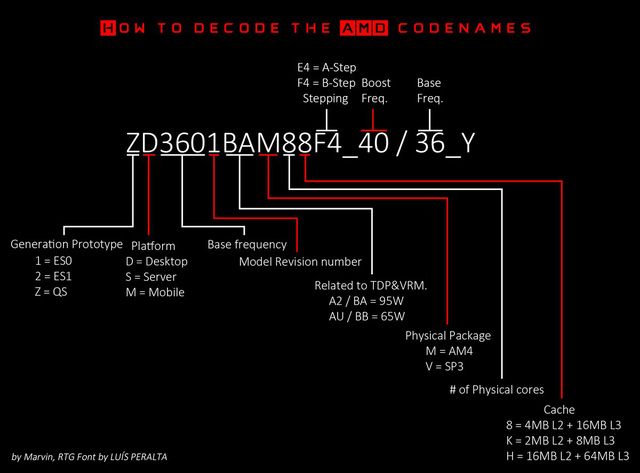 HOW TO DECODE THE AMD CODENAMES
E4 = A-Step
F4 = B-Step
Stepping
Boost
Freq.
Base
Freq.
ZD3601BAM88F4_40 / 36_Y
Generation Prototype
1 = ES0
2 = ES1
Z = QS
Platform
D = Desktop
S = Server
M = Mobile
Base frequency
Model Revision number
Related to TDP&VRM.
A2 / BA = 95W
AU / BB = 65W
Physical Package
M = AM4
V = SP3
# of Physical cores
Cache
8 = 4MB L2 + 16MB L3
K = 2MB L2 + 8MB L3
H = 16MB L2 + 64MB L3
by Marvin, RTG Font by LUÍS PERALTA